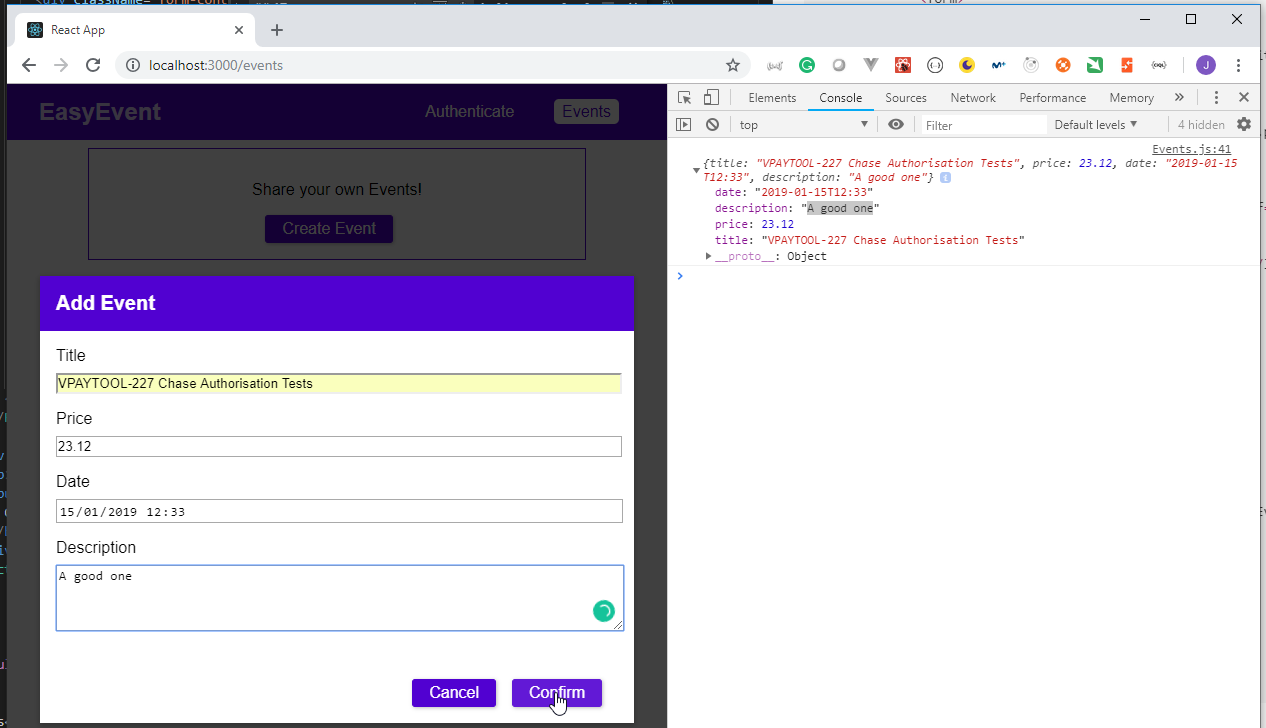 React App
localhost:3000/events
J
EasyEvent
Authenticate
Events
Share your own Events!
Create Event
Add Event
Title
VPAYTOOL-227 Chase Authorisation Tests
Price
23.12
Date
15/01/2019 12:33
Description
A good one
Cancel
Confirm
Elements
Console
Sources
Network
Performance
Memory
top
Filter
Default levels
4 hidden
Events.js:41
{title: "VPAYTOOL-227 Chase Authorisation Tests", price: 23.12, date: "2019-01-15
T12:33", description: "A good one"}
date: "2019-01-15T12:33"
description: "A good one"
price: 23.12
title: "VPAYTOOL-227 Chase Authorisation Tests"
__proto__: Object